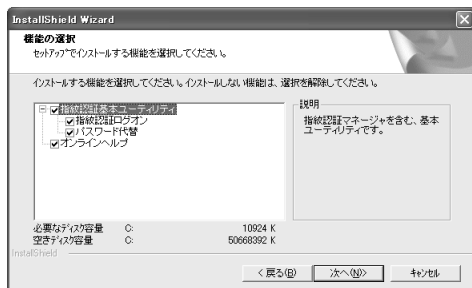 InstallShield Wizard
機能の選択
セットアップでインストールする機能を選択してください。
インストールする機能を選択してください。インストールしない機能は、選択を解除してください。
指紋認証基本ユーティリティ
指紋認証ログオン
パスワード代替
オンラインヘルプ
説明
指紋認証マネージャを含む、基本
ユーティリティです。
必要なディスク容量 C: 10924 K
空きディスク容量 C: 50668392 K
InstallShield
< 戻る(B) 次へ(N)> キャンセル